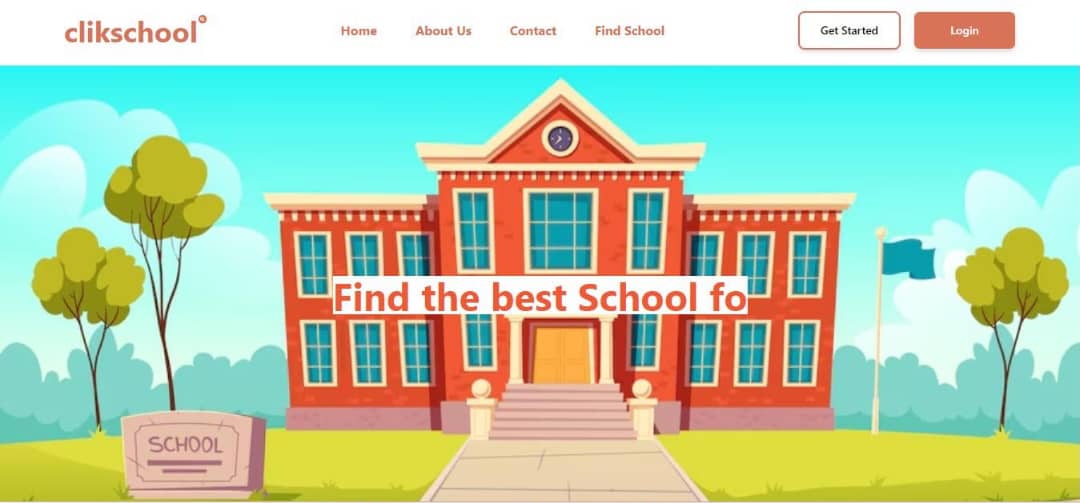 clikschool
Home About Us Contact Find School
Get Started Login
Find the best School fo
SCHOOL